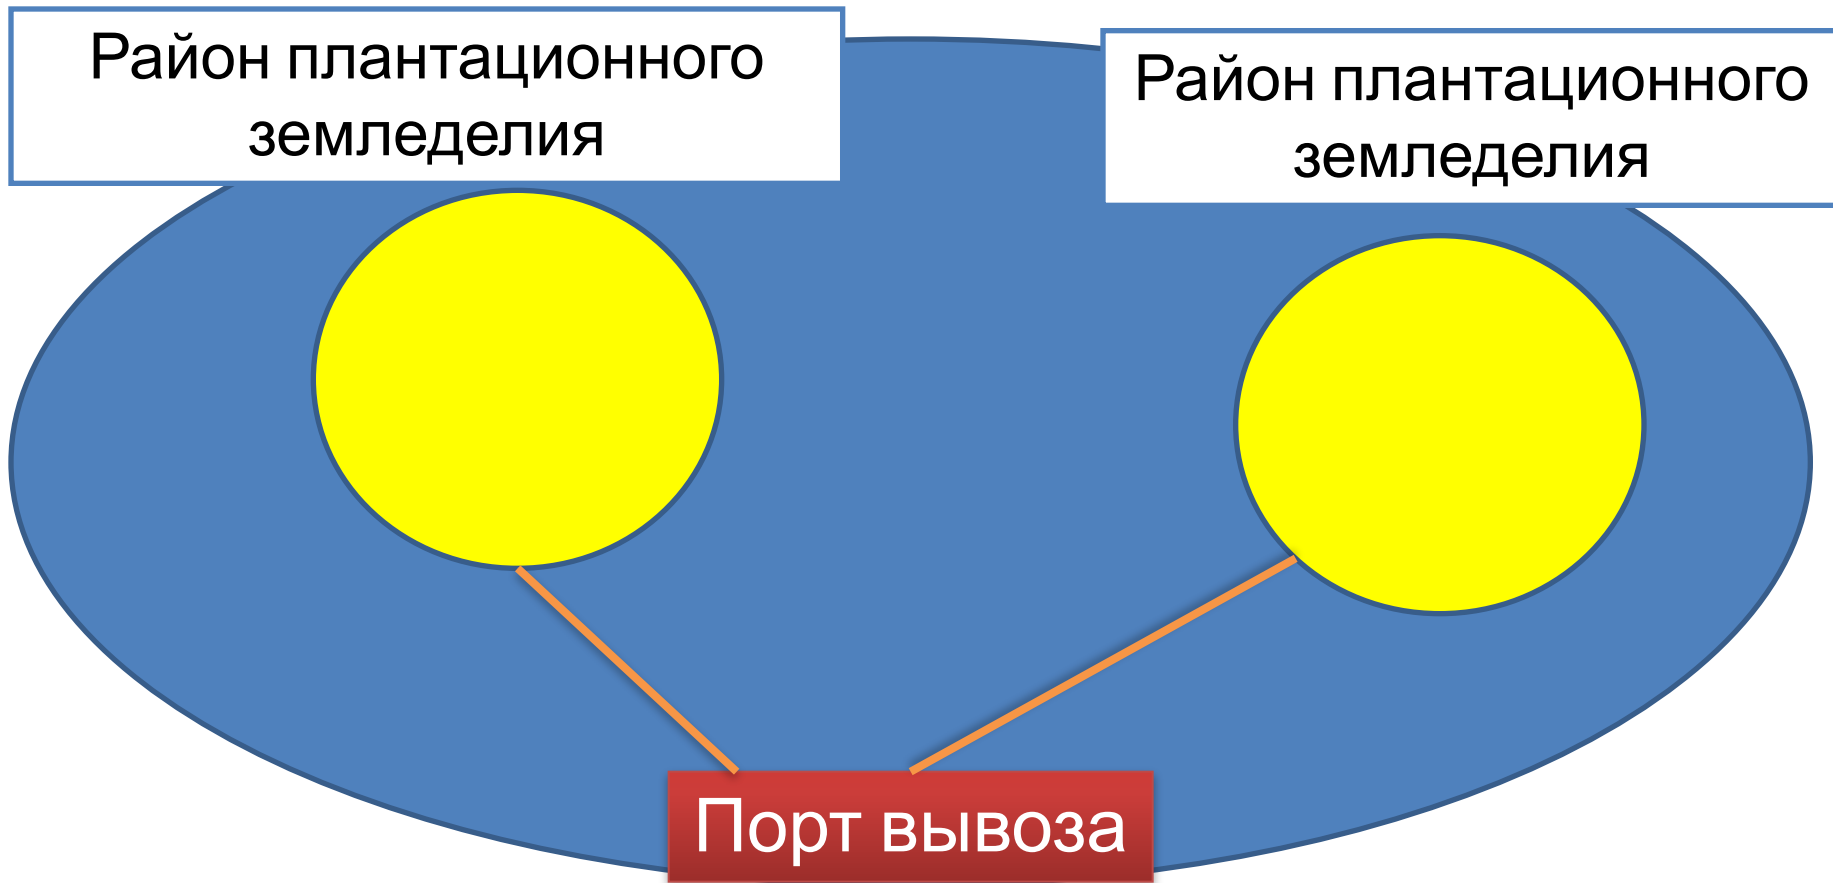 Район плантационного
земледелия
Район плантационного
земледелия
Порт вывоза